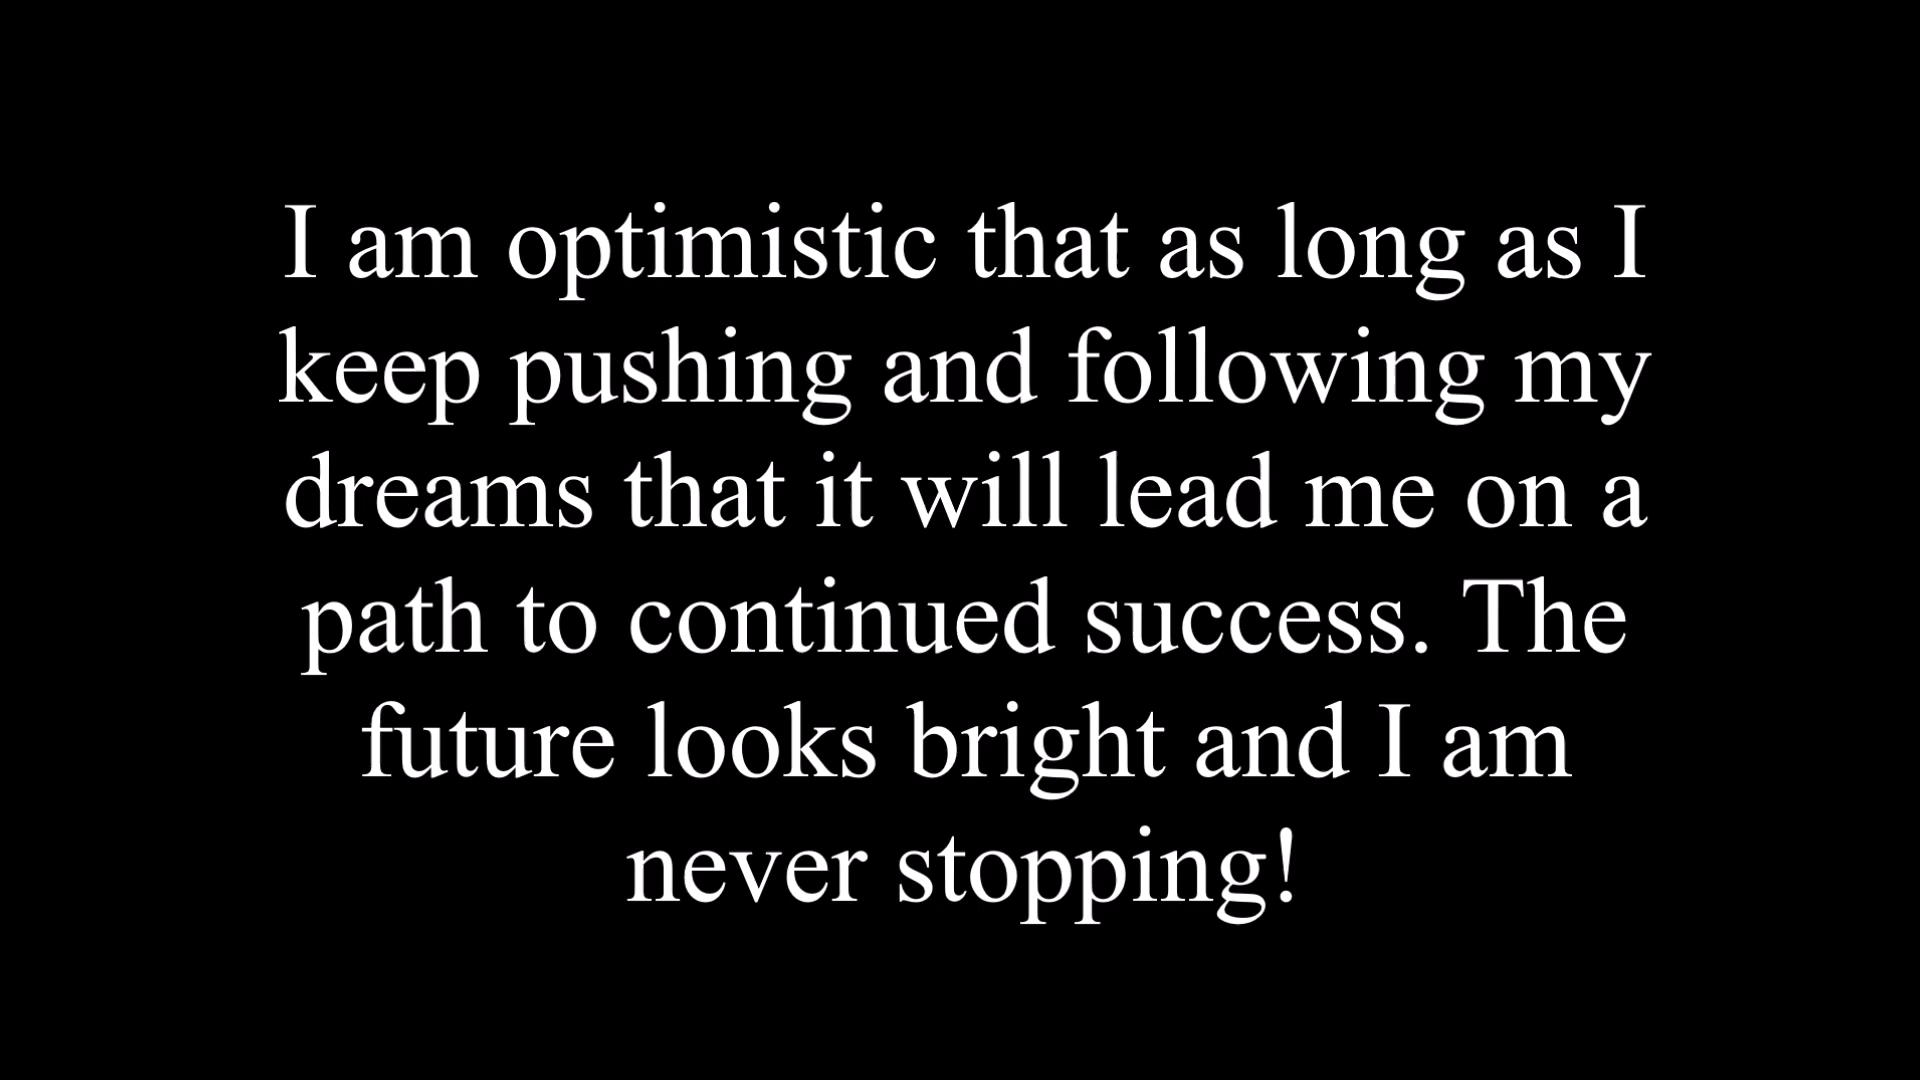 I am optimistic that as long as I
keep pushing and following my
dreams that it will lead me on a
path to continued success. The
future looks bright and I am
never stopping!